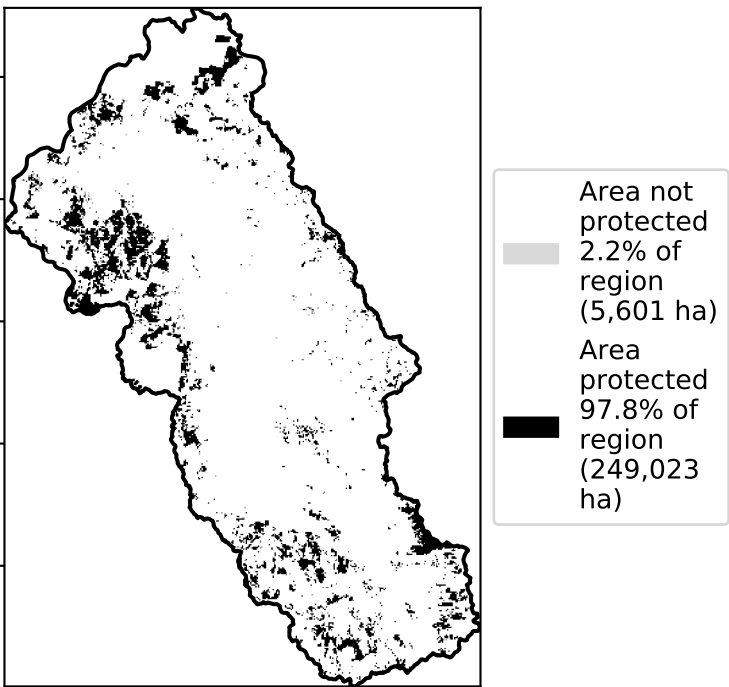 Area not
protected
2.2% of
region
(5,601 ha)
Area
protected
97.8% of
region
(249,023
ha)